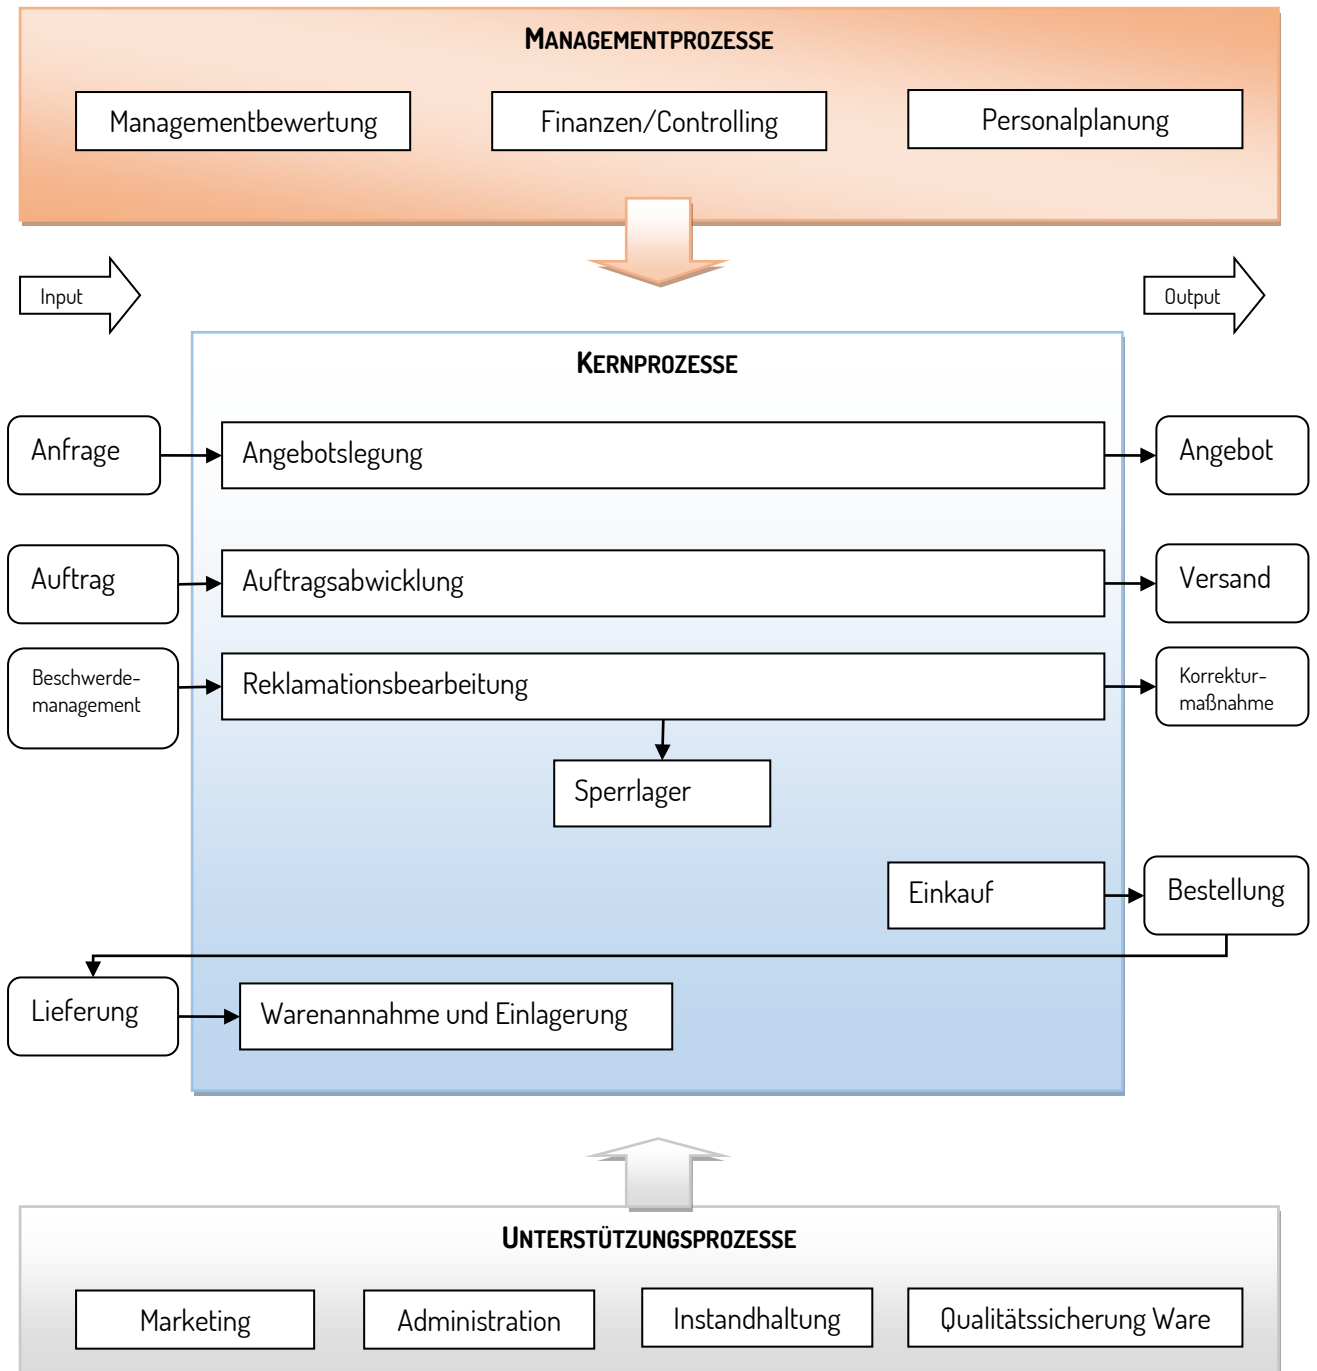 MANAGEMENTPROZESSE
Managementbewertung
Finanzen/Controlling
Personalplanung
Input
Output
KERNPROZESSE
Anfrage
Angebotslegung
Angebot
Auftrag
Auftragsabwicklung
Versand
Beschwerde-
management
Reklamationsbearbeitung
Korrektur-
maßnahme
Sperrlager
Einkauf
Bestellung
Lieferung
Warenannahme und Einlagerung
UNTERSTÜTZUNGSPROZESSE
Marketing
Administration
Instandhaltung
Qualitätssicherung Ware